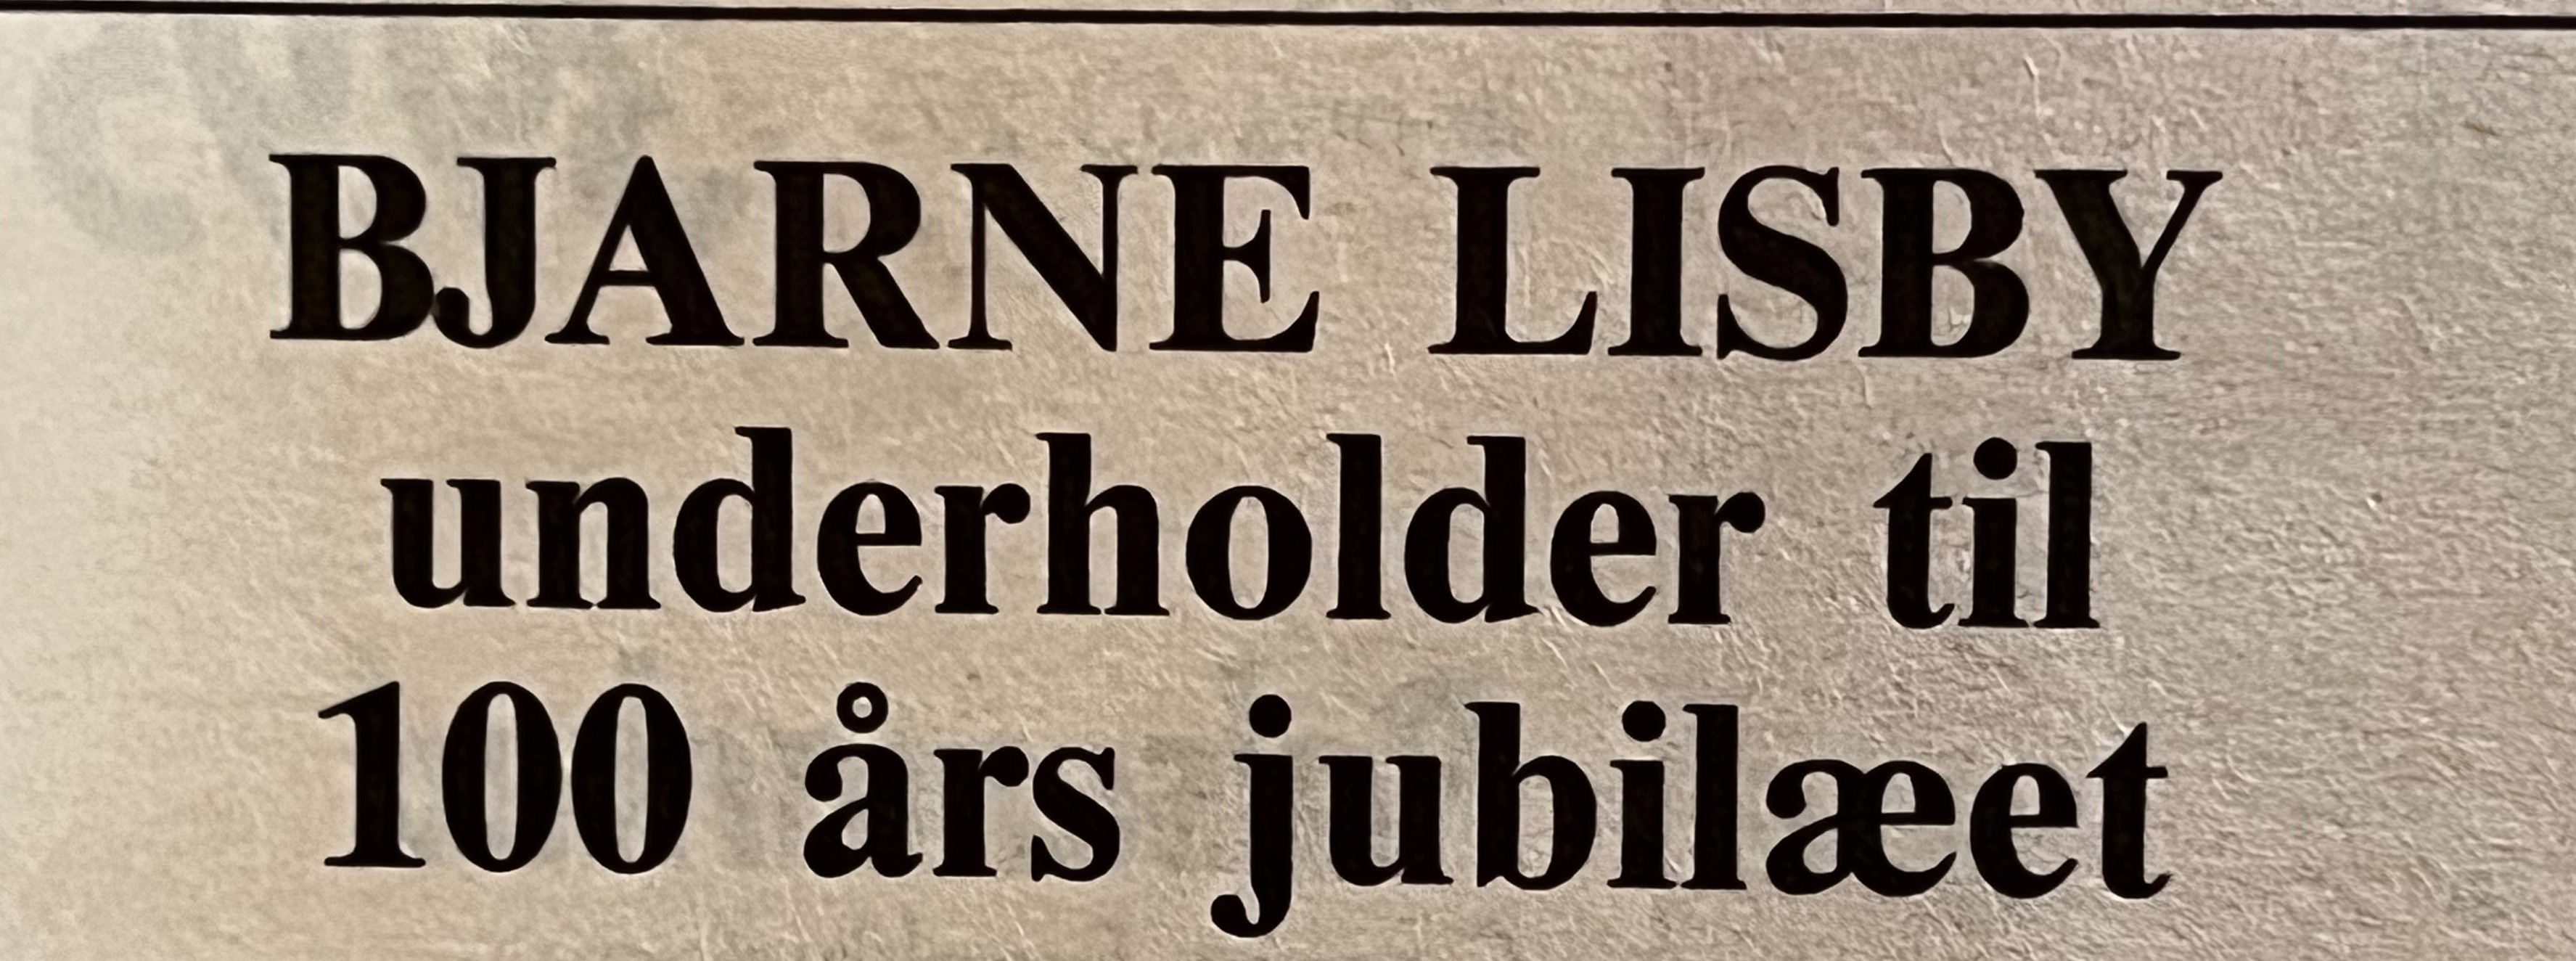 BJARNE LISBY
underholder til
100 års jubilæet